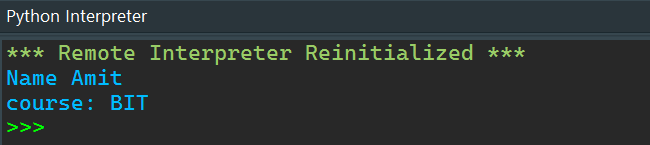 Python Interpreter
*** Remote Interpreter Reinitialized ***
Name Amit
course: BIT
>>>